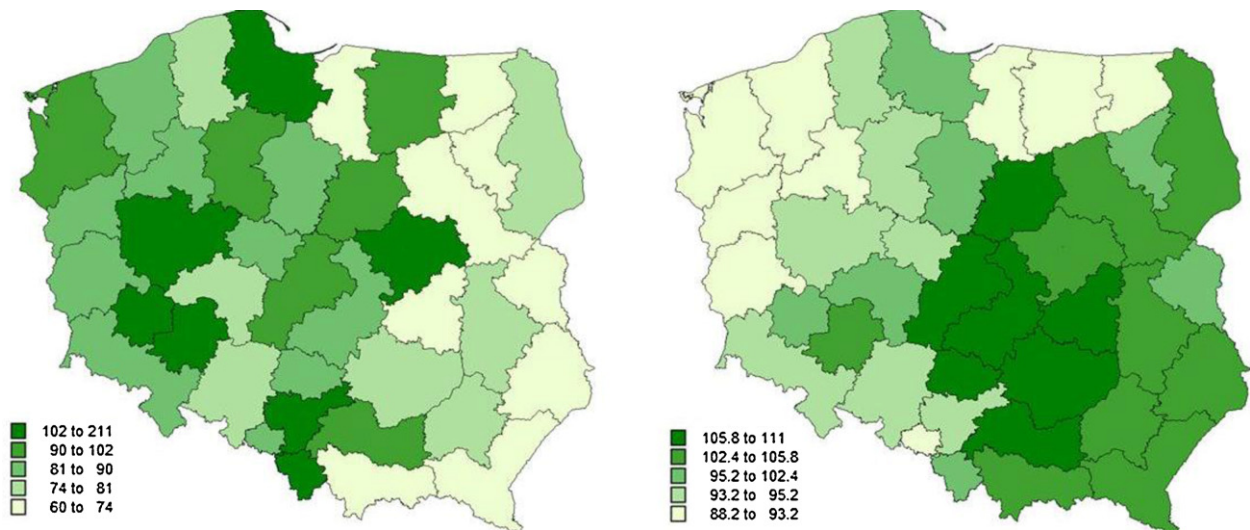 102 to 211
90 to 102
81 to 90
74 to 81
60 to 74
105.8 to 111
102.4 to 105.8
95.2 to 102.4
93.2 to 95.2
88.2 to 93.2